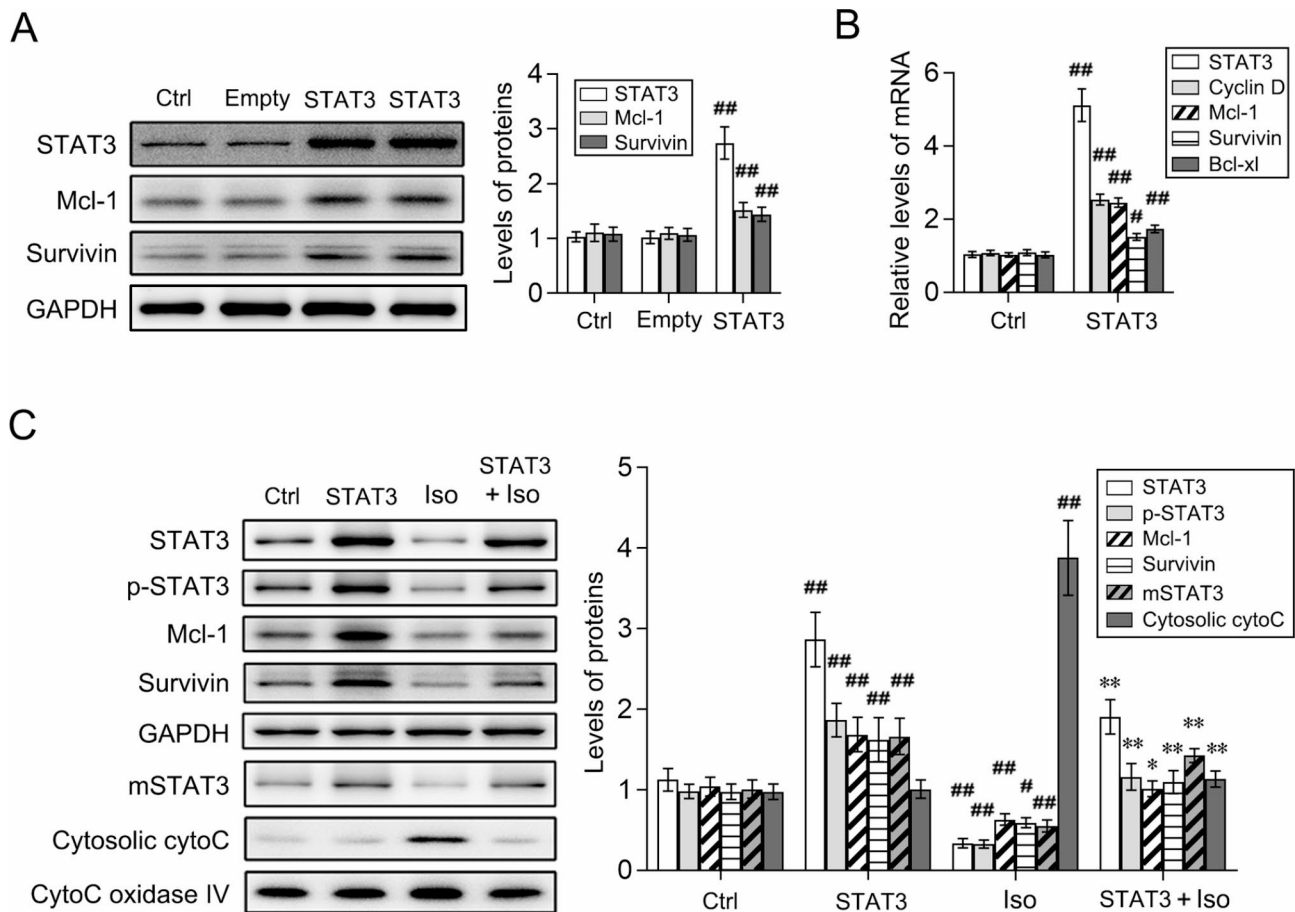 A
Ctrl Empty STAT3 STAT3
STAT3
Mcl-1
Survivin
GAPDH
Levels of proteins
4
3
2
1
0
STAT3
Mcl-1
Survivin
##
##
##
Ctrl Empty STAT3
B
Relative levels of mRNA
6
4
2
0
STAT3
Cyclin D
Mcl-1
Survivin
Bcl-xl
##
##
##
#
##
Ctrl STAT3
C
Ctrl STAT3 Iso STAT3
+ Iso
STAT3
p-STAT3
Mcl-1
Survivin
GAPDH
mSTAT3
Cytosolic cytoC
CytoC oxidase IV
Levels of proteins
5
4
3
2
1
0
STAT3
p-STAT3
Mcl-1
Survivin
mSTAT3
Cytosolic cytoC
##
##
##
##
##
##
##
##
#
##
##
**
**
*
**
**
**
Ctrl STAT3 Iso STAT3 + Iso